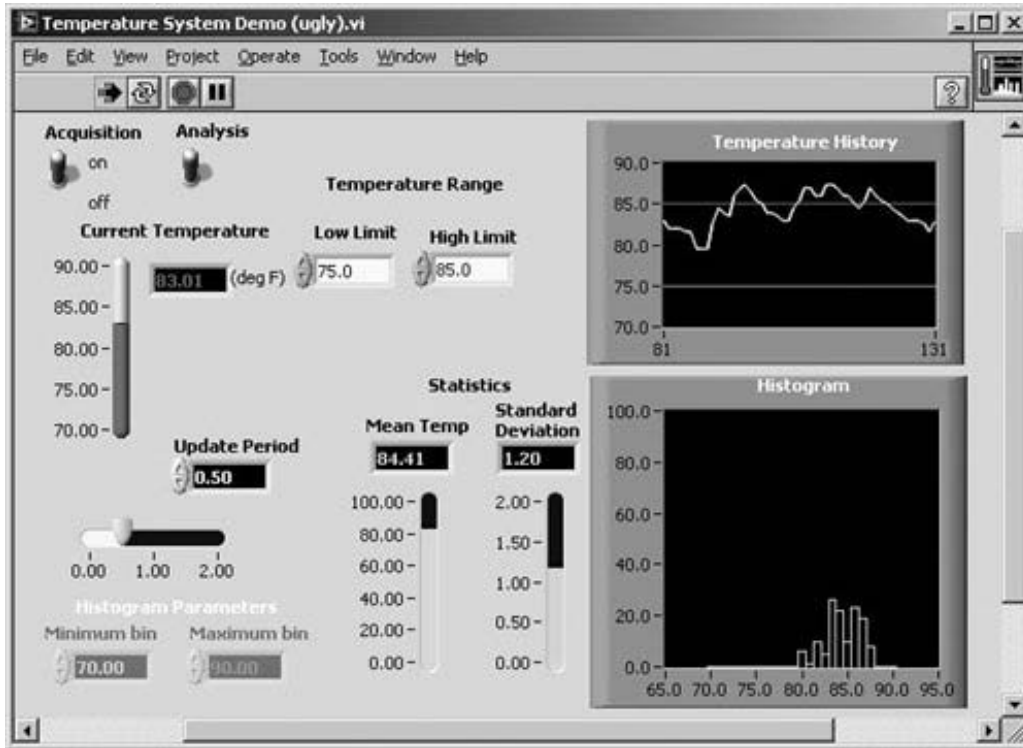 Temperature System Demo (ugly).vi
File Edit View Project Operate Tools Window Help
Acquisition
on
off
Analysis
Temperature Range
Low Limit
75.0
High Limit
85.0
Current Temperature
90.00
85.00
80.00
75.00
70.00
83.01 (deg F)
Update Period
0.50
0.00 1.00 2.00
Histogram Parameters
Minimum bin
70.00
Maximum bin
90.00
Statistics
Mean Temp
84.41
100.00
80.00
60.00
40.00
20.00
0.00
Standard
Deviation
1.20
2.00
1.50
1.00
0.50
0.00
Temperature History
90.0
85.0
80.0
75.0
70.0
81 131
Histogram
100.0
80.0
60.0
40.0
20.0
0.0
65.0 70.0 75.0 80.0 85.0 90.0 95.0